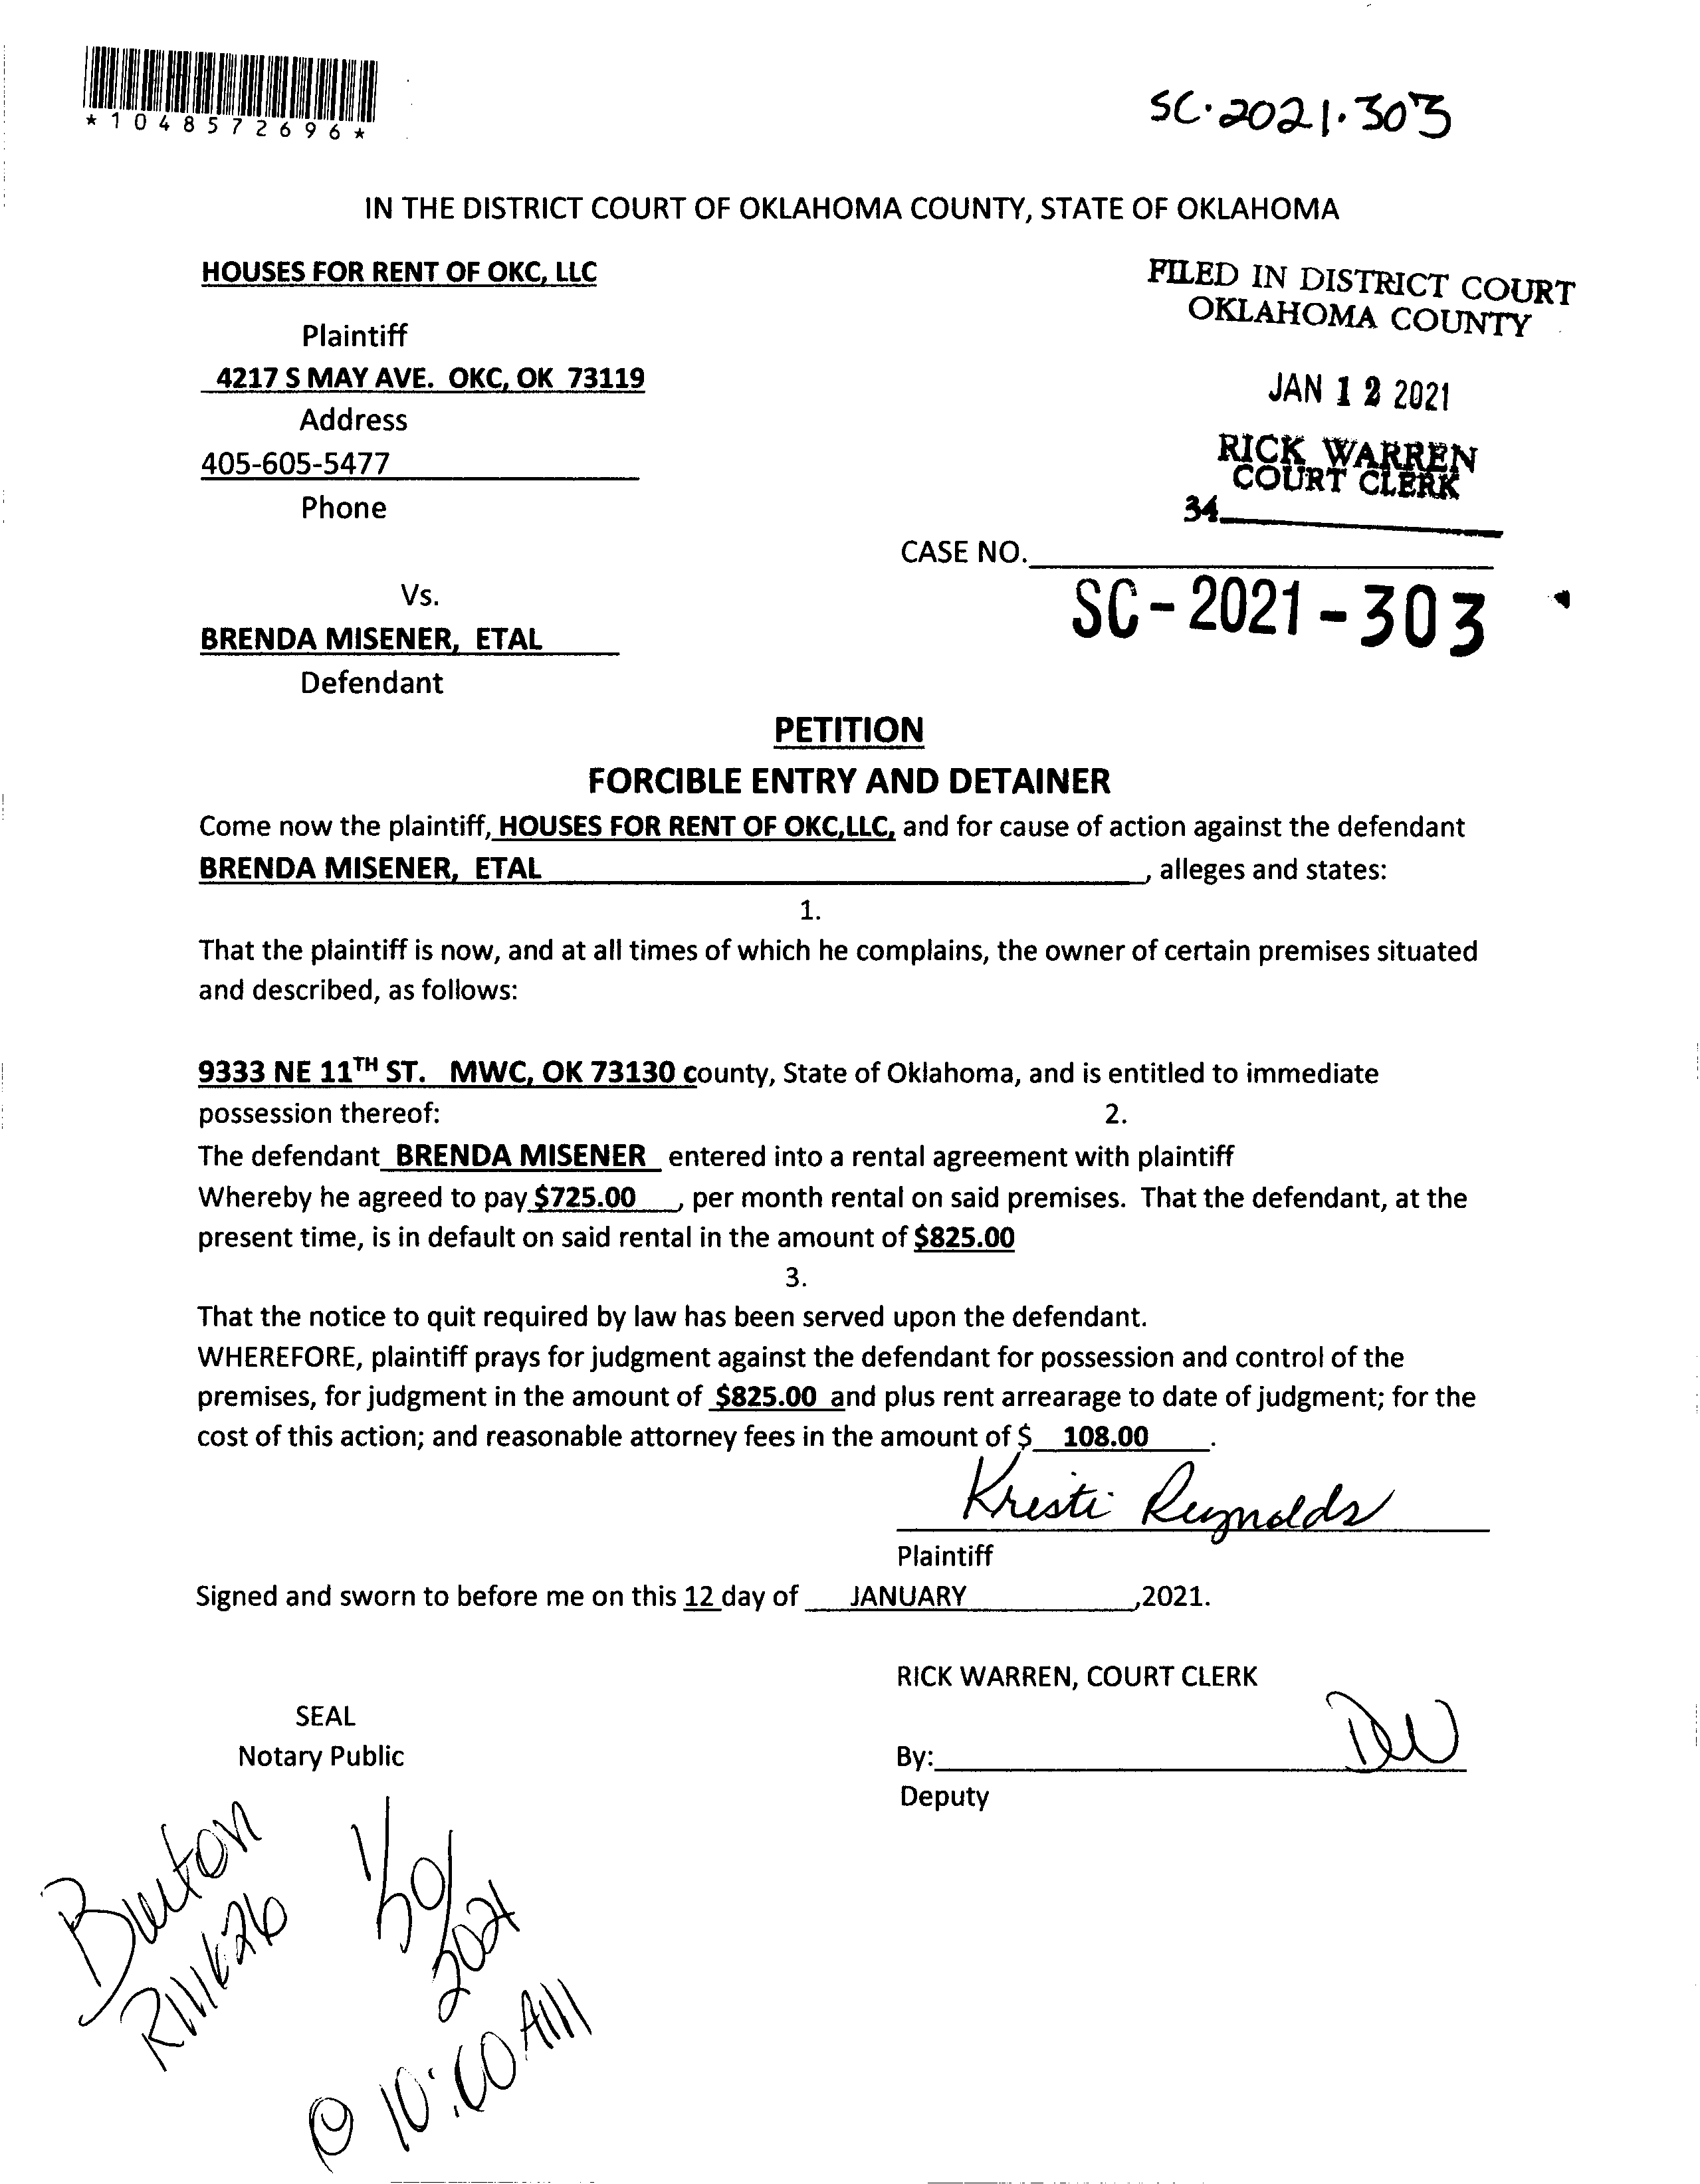 *1048572696*
SC·2021·303
IN THE DISTRICT COURT OF OKLAHOMA COUNTY, STATE OF OKLAHOMA
HOUSES FOR RENT OF OKC, LLC
Plaintiff
4217 S MAY AVE. OKC, OK 73119
Address
405-605-5477
Phone
FILED IN DISTRICT COURT
OKLAHOMA COUNTY
JAN 12 2021
RICK WARREN
COURT CLERK
34
CASE NO.
SC-2021-303
Vs.
BRENDA MISENER, ETAL
Defendant
PETITION
FORCIBLE ENTRY AND DETAINER
Come now the plaintiff, HOUSES FOR RENT OF OKC,LLC, and for cause of action against the defendant
BRENDA MISENER, ETAL , alleges and states:
1.
That the plaintiff is now, and at all times of which he complains, the owner of certain premises situated
and described, as follows:
9333 NE 11TH ST. MWC, OK 73130 county, State of Oklahoma, and is entitled to immediate
possession thereof: 2.
The defendant BRENDA MISENER entered into a rental agreement with plaintiff
Whereby he agreed to pay $725.00 , per month rental on said premises. That the defendant, at the
present time, is in default on said rental in the amount of $825.00
3.
That the notice to quit required by law has been served upon the defendant.
WHEREFORE, plaintiff prays for judgment against the defendant for possession and control of the
premises, for judgment in the amount of $825.00 and plus rent arrearage to date of judgment; for the
cost of this action; and reasonable attorney fees in the amount of $ 108.00 .
Kristi Reynolds
Plaintiff
Signed and sworn to before me on this 12 day of JANUARY ,2021.
RICK WARREN, COURT CLERK
SEAL
Notary Public
By: DW
Deputy
2021
@ 10:00 AM